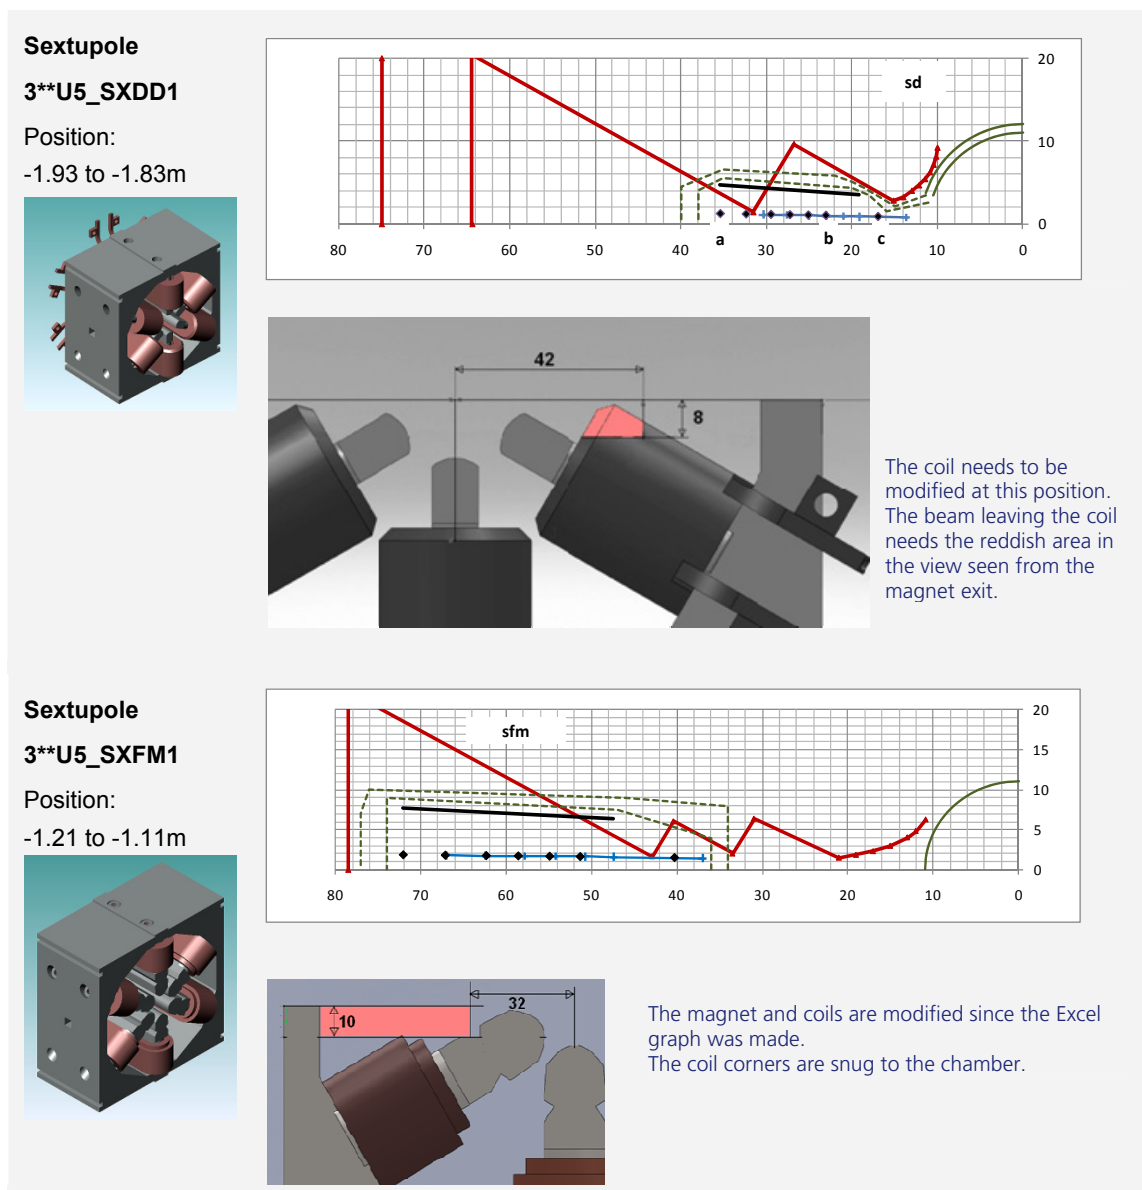 Sextupole
3**U5_SXDD1
Position:
-1.93 to -1.83m
sd
20
10
0
a
b
c
80
70
60
50
40
30
20
10
0
42
8
The coil needs to be
modified at this position.
The beam leaving the coil
needs the reddish area in
the view seen from the
magnet exit.
Sextupole
3**U5_SXFM1
Position:
-1.21 to -1.11m
sfm
20
15
10
5
0
80
70
60
50
40
30
20
10
0
32
10
The magnet and coils are modified since the Excel
graph was made.
The coil corners are snug to the chamber.